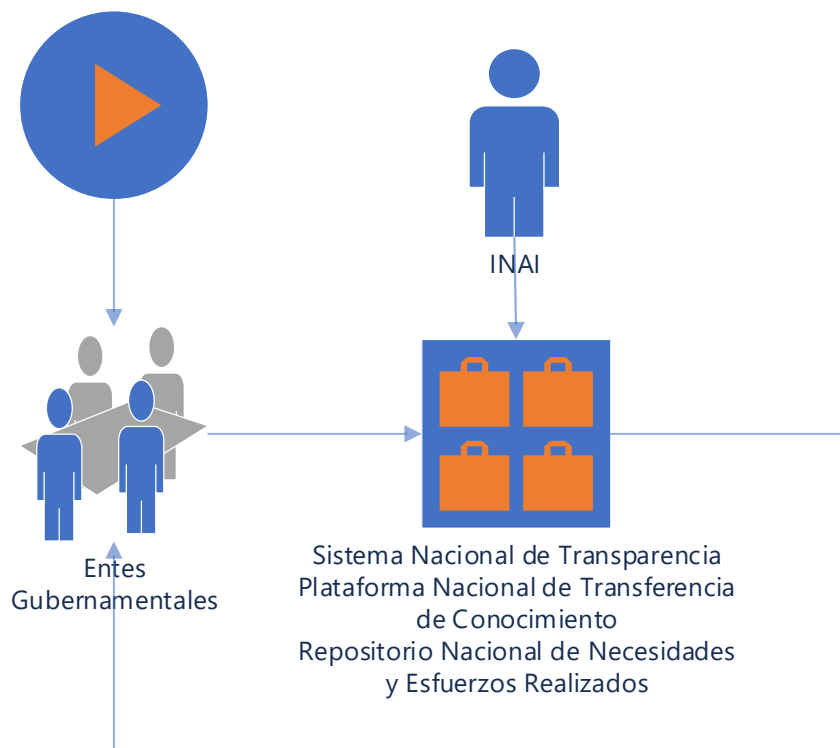 INAI
Entes
Gubernamentales
Sistema Nacional de Transparencia
Plataforma Nacional de Transferencia
de Conocimiento
Repositorio Nacional de Necesidades
y Esfuerzos Realizados